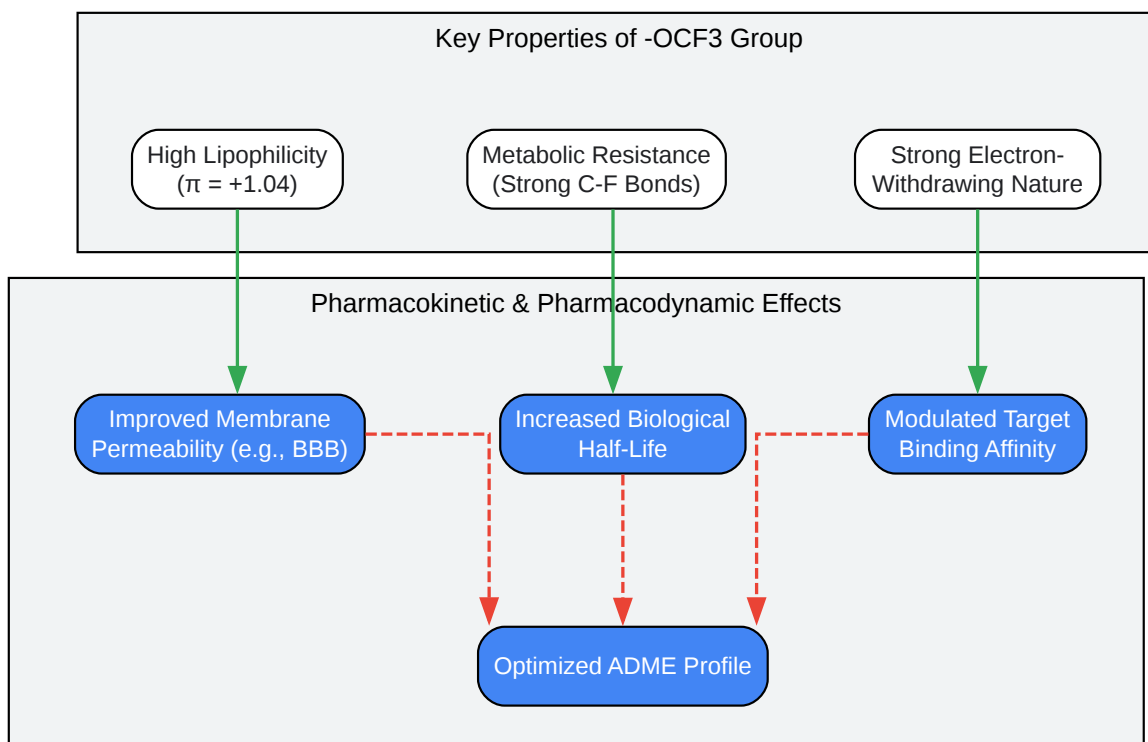 Key Properties of -OCF3 Group
High Lipophilicity
(π = +1.04)
Metabolic Resistance
(Strong C-F Bonds)
Strong Electron-
Withdrawing Nature
Pharmacokinetic & Pharmacodynamic Effects
Improved Membrane
Permeability (e.g., BBB)
Increased Biological
Half-Life
Modulated Target
Binding Affinity
Optimized ADME Profile